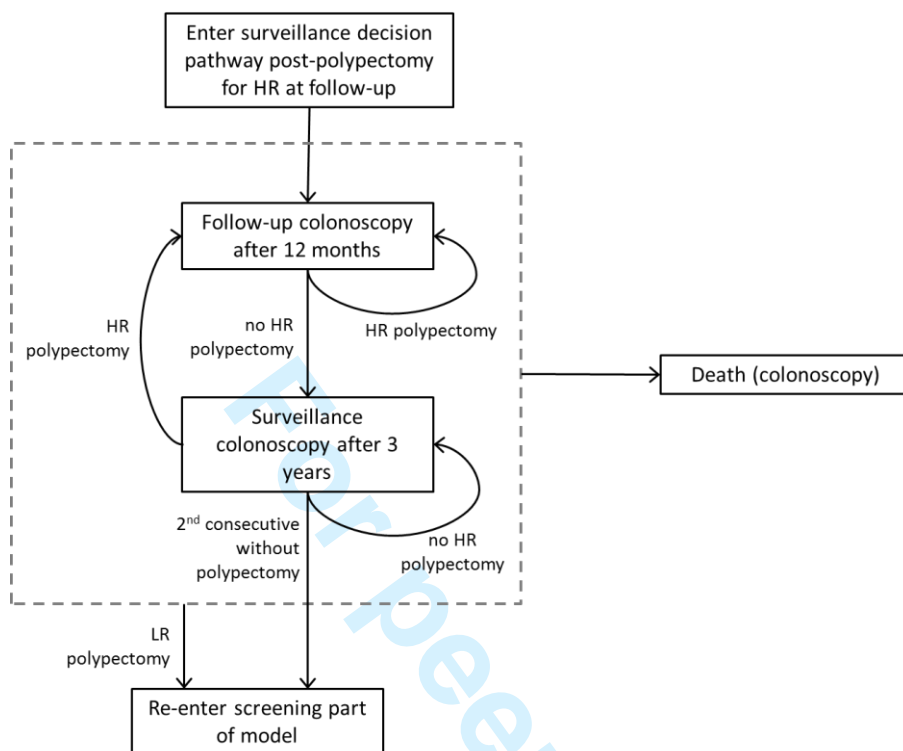 Enter surveillance decision
pathway post-polypectomy
for HR at follow-up
Follow-up colonoscopy
after 12 months
HR
polypectomy
no HR
polypectomy
HR polypectomy
Death (colonoscopy)
Surveillance
colonoscopy after 3
years
2nd consecutive
without
polypectomy
no HR
polypectomy
LR
polypectomy
Re-enter screening part
of model
For peer